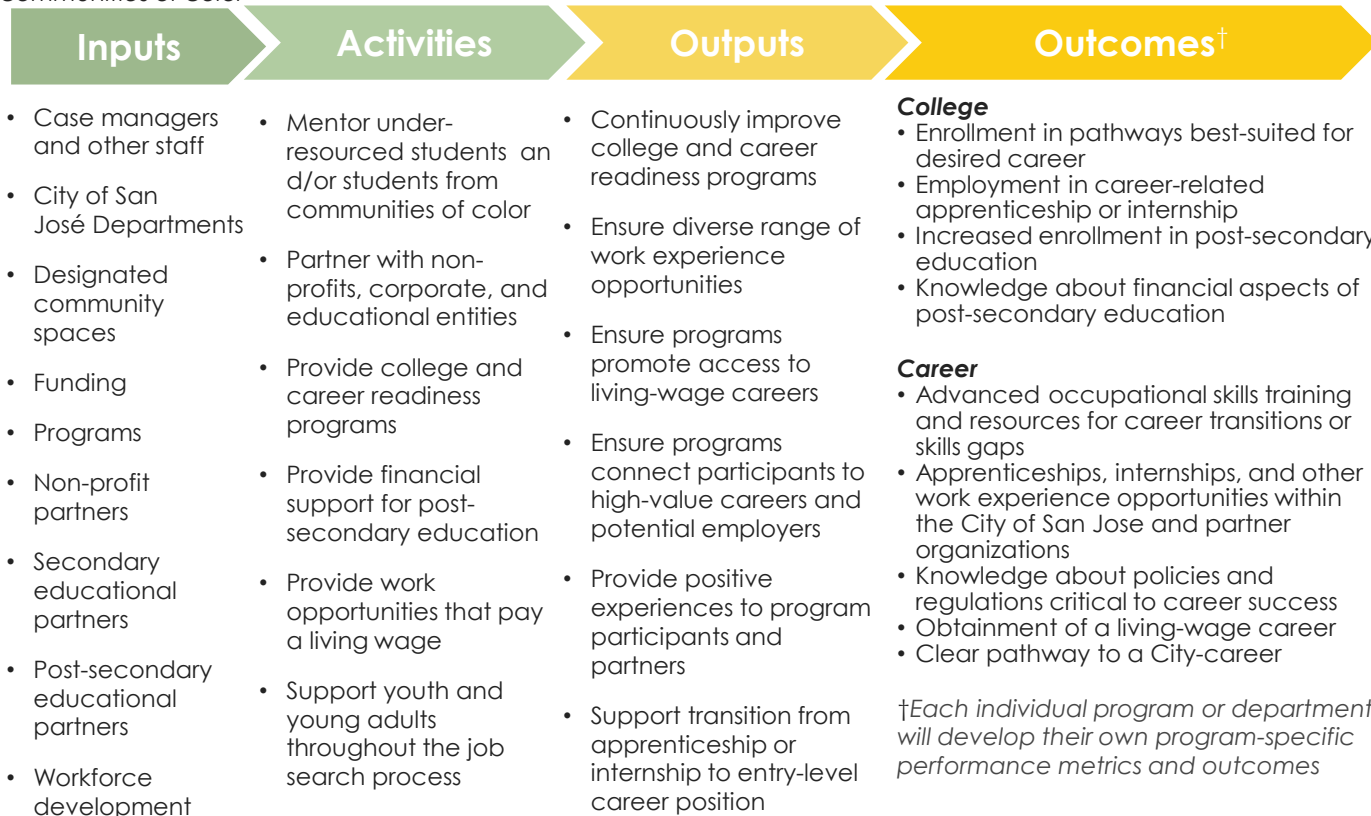 Communities of Color
Inputs
Activities
Outputs
Outcomes†
• Case managers
and other staff
• City of San
José Departments
• Designated
community
spaces
• Funding
• Programs
• Non-profit
partners
• Secondary
educational
partners
• Post-secondary
educational
partners
• Workforce
development
• Mentor under-
resourced students an
d/or students from
communities of color
• Partner with non-
profits, corporate, and
educational entities
• Provide college and
career readiness
programs
• Provide financial
support for post-
secondary education
• Provide work
opportunities that pay
a living wage
• Support youth and
young adults
throughout the job
search process
• Continuously improve
college and career
readiness programs
• Ensure diverse range of
work experience
opportunities
• Ensure programs
promote access to
living-wage careers
• Ensure programs
connect participants to
high-value careers and
potential employers
• Provide positive
experiences to program
participants and
partners
• Support transition from
apprenticeship or
internship to entry-level
career position
College
• Enrollment in pathways best-suited for
desired career
• Employment in career-related
apprenticeship or internship
• Increased enrollment in post-secondary
education
• Knowledge about financial aspects of
post-secondary education
Career
• Advanced occupational skills training
and resources for career transitions or
skills gaps
• Apprenticeships, internships, and other
work experience opportunities within
the City of San Jose and partner
organizations
• Knowledge about policies and
regulations critical to career success
• Obtainment of a living-wage career
• Clear pathway to a City-career
†Each individual program or department
will develop their own program-specific
performance metrics and outcomes